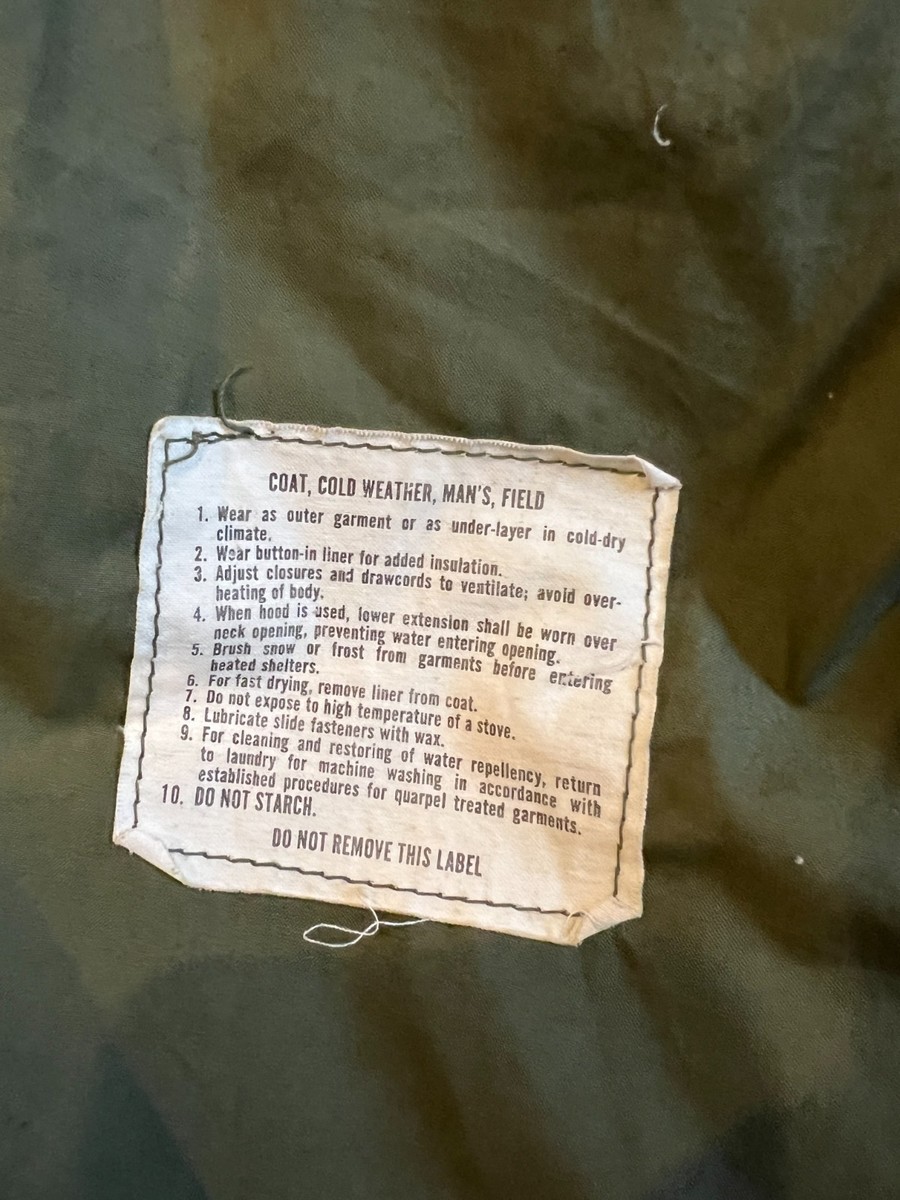 COAT, COLD WEATHER, MAN'S, FIELD
1. Wear as outer garment or as under-layer in cold-dry
climate.
2. Wear button-in liner for added insulation.
3. Adjust closures and drawcords to ventilate; avoid over-
heating of body.
4. When hood is used, lower extension shall be worn over
neck opening, preventing water entering opening.
5. Brush snow or frost from garments before entering
heated shelters.
6. For fast drying, remove liner from coat.
7. Do not expose to high temperature of a stove.
8. Lubricate slide fasteners with wax.
9. For cleaning and restoring of water repellency, return
to laundry for machine washing in accordance with
established procedures for quarpel treated garments.
10. DO NOT STARCH.
DO NOT REMOVE THIS LABEL